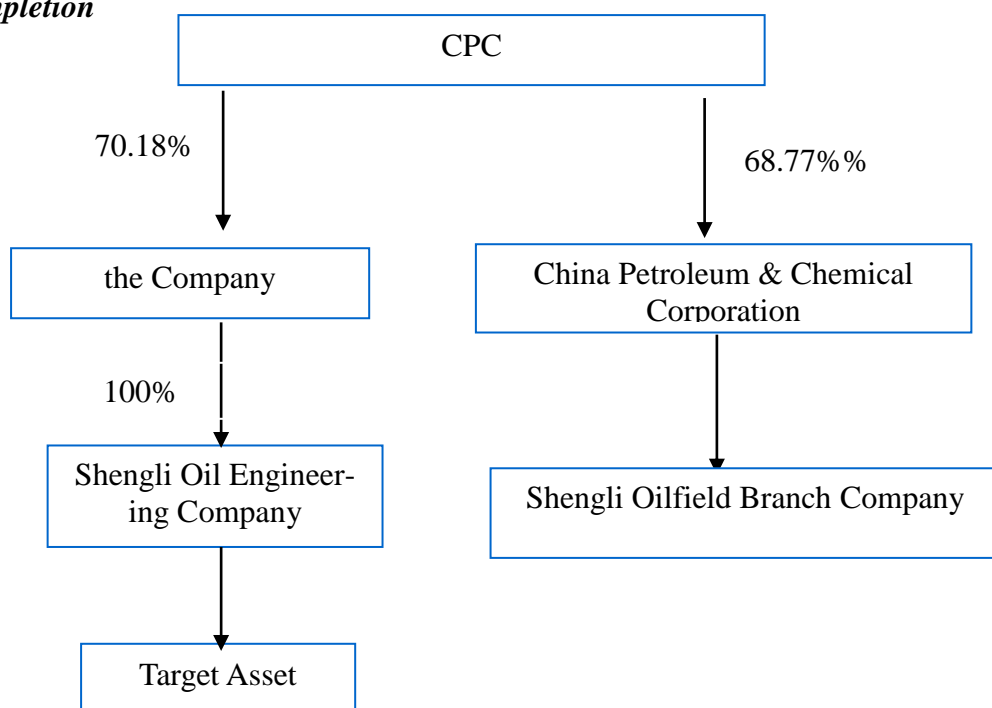 mpletion
CPC
70.18%
68.77%%
the Company
China Petroleum & Chemical
Corporation
100%
Shengli Oil Engineer-
ing Company
Shengli Oilfield Branch Company
Target Asset